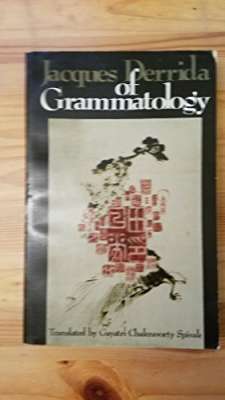 Jacques Derrida
of
Grammatology
Translated by Gayatri Chakravorty Spivak